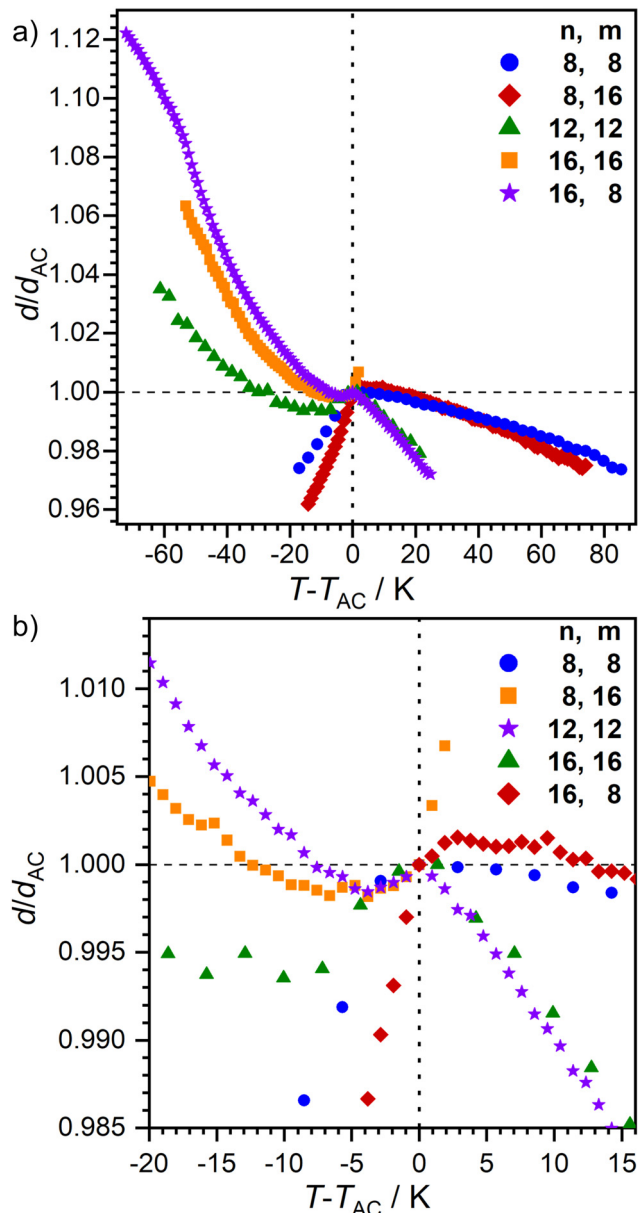 a)
n, m
8, 8
8, 16
12, 12
16, 16
16, 8
1.12
1.10
1.08
1.06
1.04
1.02
1.00
0.98
0.96
d/dAC
-60 -40 -20 0 20 40 60 80
T-TAC / K
b)
n, m
8, 8
8, 16
12, 12
16, 16
16, 8
1.010
1.005
1.000
0.995
0.990
0.985
d/dAC
-20 -15 -10 -5 0 5 10 15
T-TAC / K